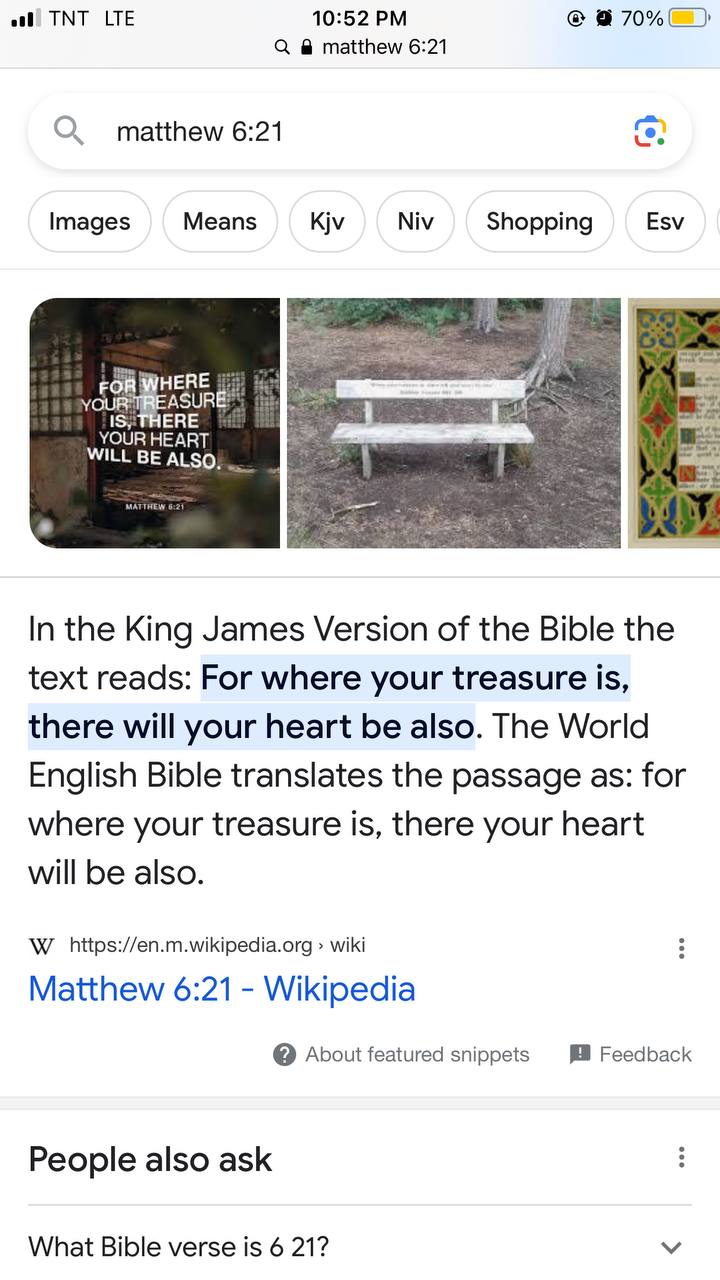 TNT LTE
10:52 PM
70%
matthew 6:21
matthew 6:21
Images
Means
Kjv
Niv
Shopping
Esv
FOR WHERE
YOUR TREASURE
IS, THERE
YOUR HEART
WILL BE ALSO.
MATTHEW 6:21
In the King James Version of the Bible the
text reads: For where your treasure is,
there will your heart be also. The World
English Bible translates the passage as: for
where your treasure is, there your heart
will be also.
W https://en.m.wikipedia.org › wiki
Matthew 6:21 - Wikipedia
About featured snippets
Feedback
People also ask
What Bible verse is 6 21?